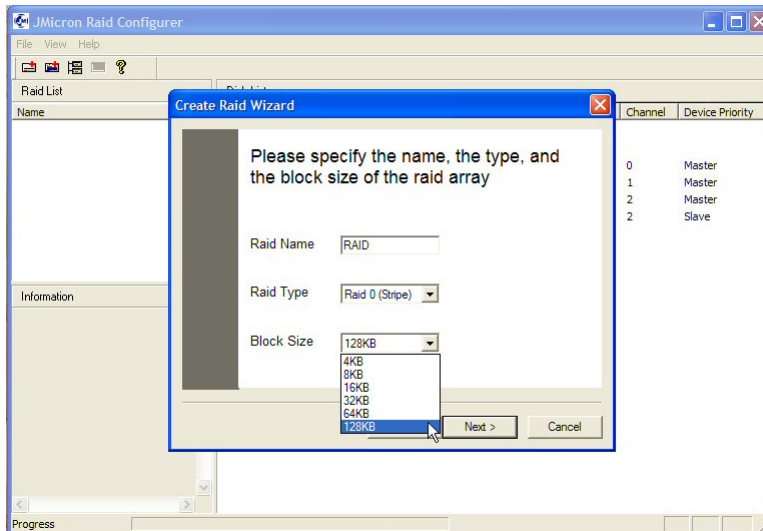 JMicron Raid Configurer
File View Help
Raid List
Name
Channel Device Priority
0 Master
1 Master
2 Master
2 Slave
Information
Create Raid Wizard
Please specify the name, the type, and
the block size of the raid array
Raid Name RAID
Raid Type Raid 0 (Stripe)
Block Size 128KB
4KB
8KB
16KB
32KB
64KB
128KB
Next > Cancel
Progress